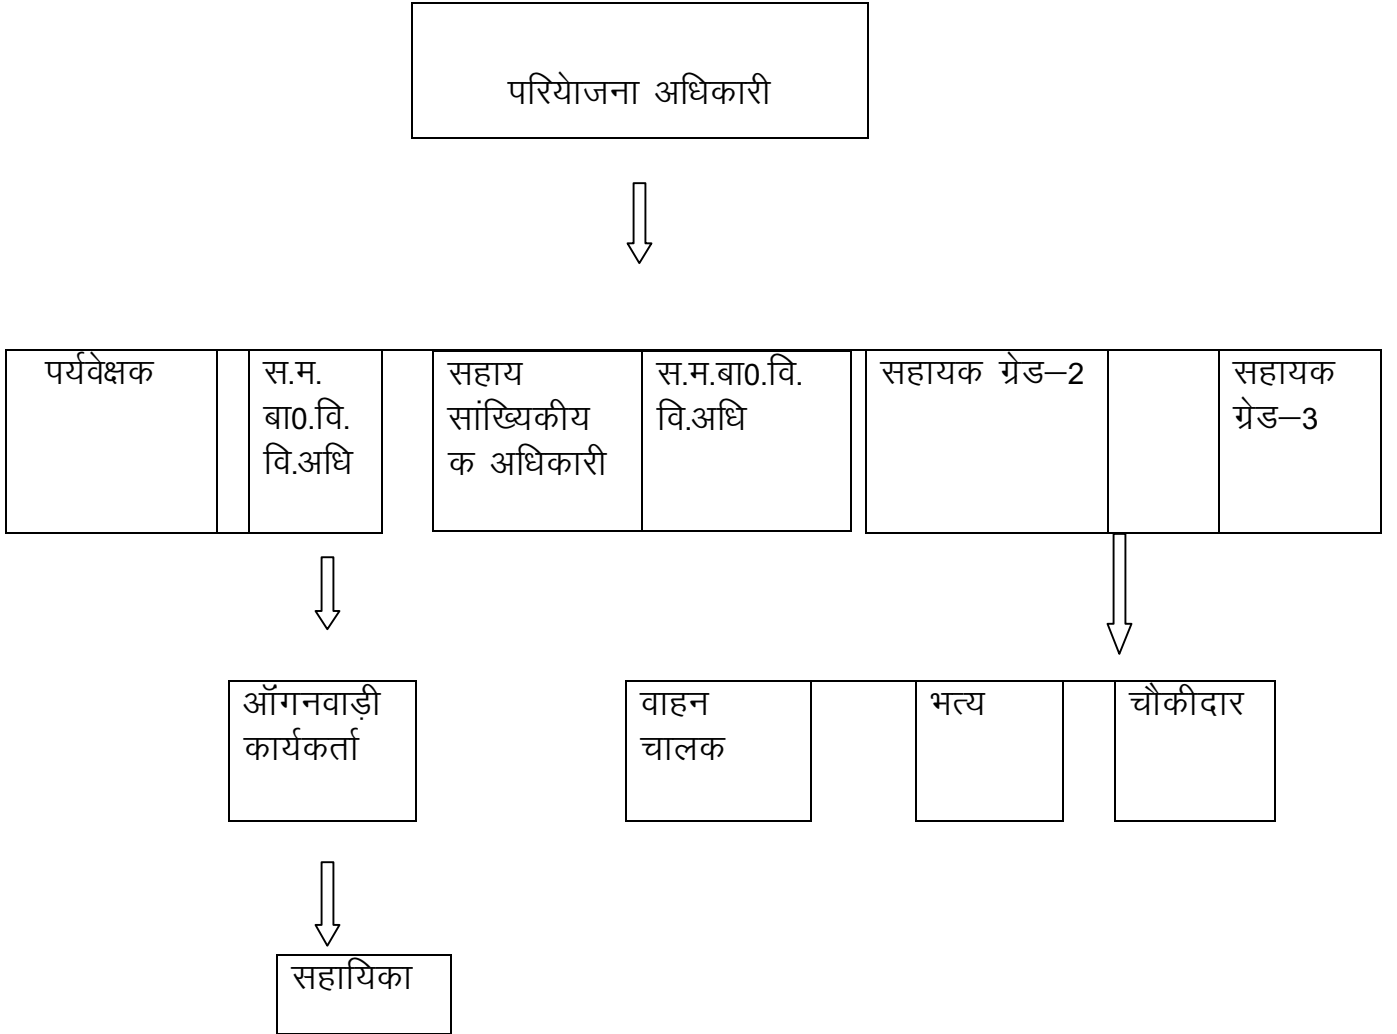 परियाेजना अधिकारी
पर्यवेक्षक
स.म.
बा0.वि.
वि.अधि
सहाय
सांख्यिकीय
क अधिकारी
स.म.बा0.वि.
वि.अधि
सहायक ग्रेड–2
सहायक
ग्रेड–3
ऑंगनवाड़ी
कार्यकर्ता
वाहन
चालक
भत्य
चौकीदार
सहायिका